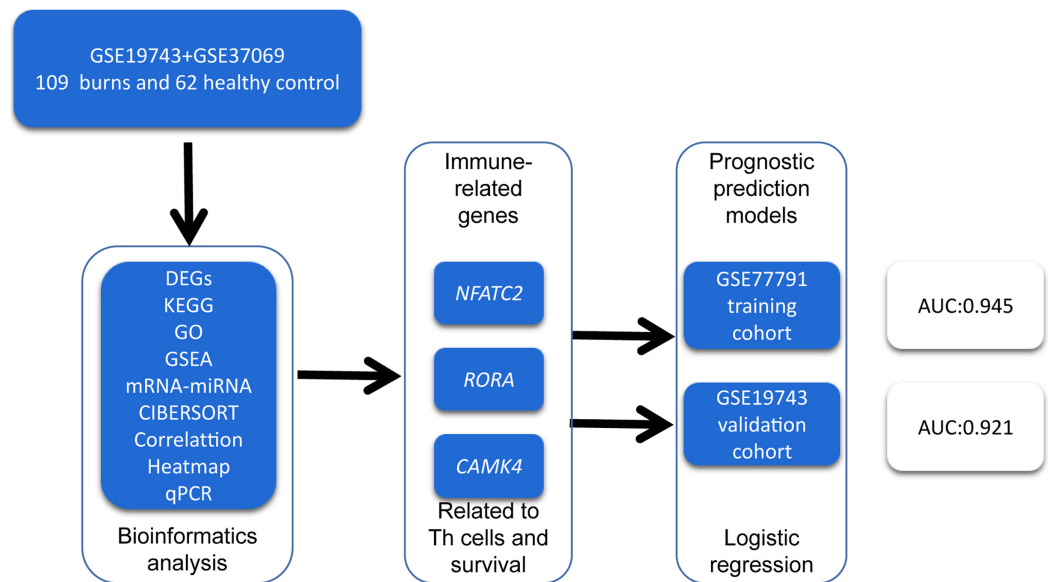 GSE19743+GSE37069
109 burns and 62 healthy control
DEGs
KEGG
GO
GSEA
mRNA-miRNA
CIBERSORT
Correlattion
Heatmap
qPCR
Bioinformatics
analysis
Immune-
related
genes
NFATC2
RORA
CAMK4
Related to
Th cells and
survival
Prognostic
prediction
models
GSE77791
training
cohort
GSE19743
validation
cohort
Logistic
regression
AUC:0.945
AUC:0.921